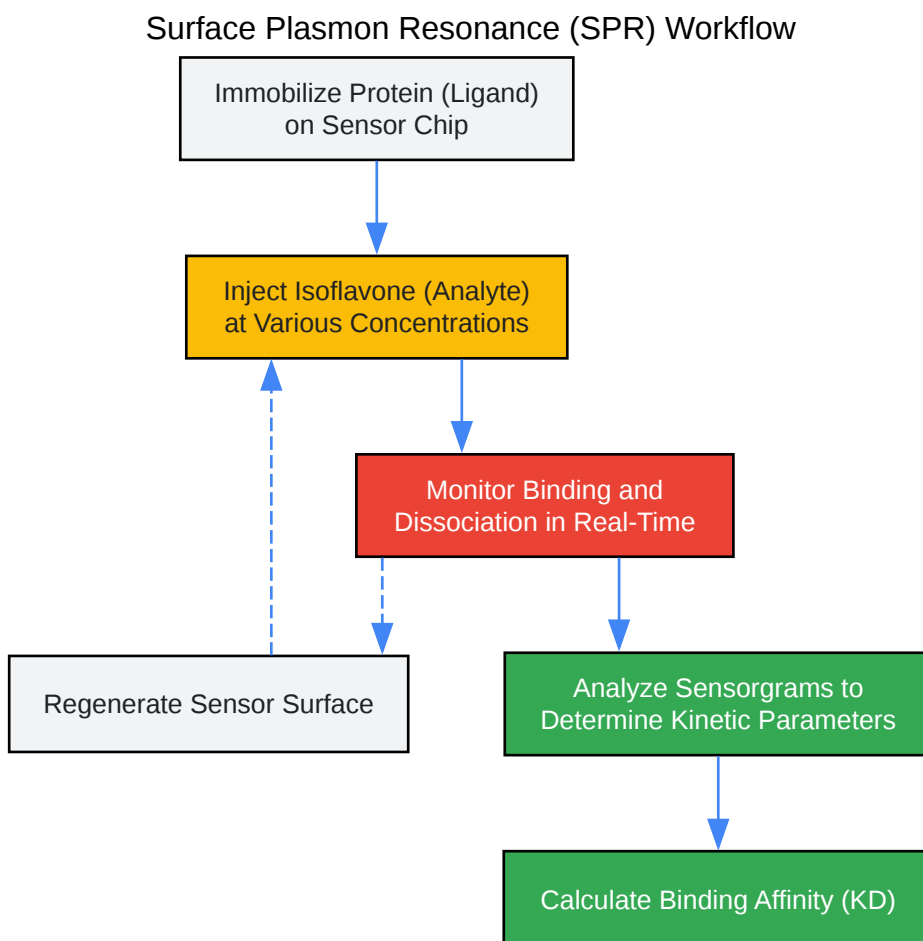 Surface Plasmon Resonance (SPR) Workflow
Immobilize Protein (Ligand)
on Sensor Chip
Inject Isoflavone (Analyte)
at Various Concentrations
Monitor Binding and
Dissociation in Real-Time
Regenerate Sensor Surface
Analyze Sensorgrams to
Determine Kinetic Parameters
Calculate Binding Affinity (KD)